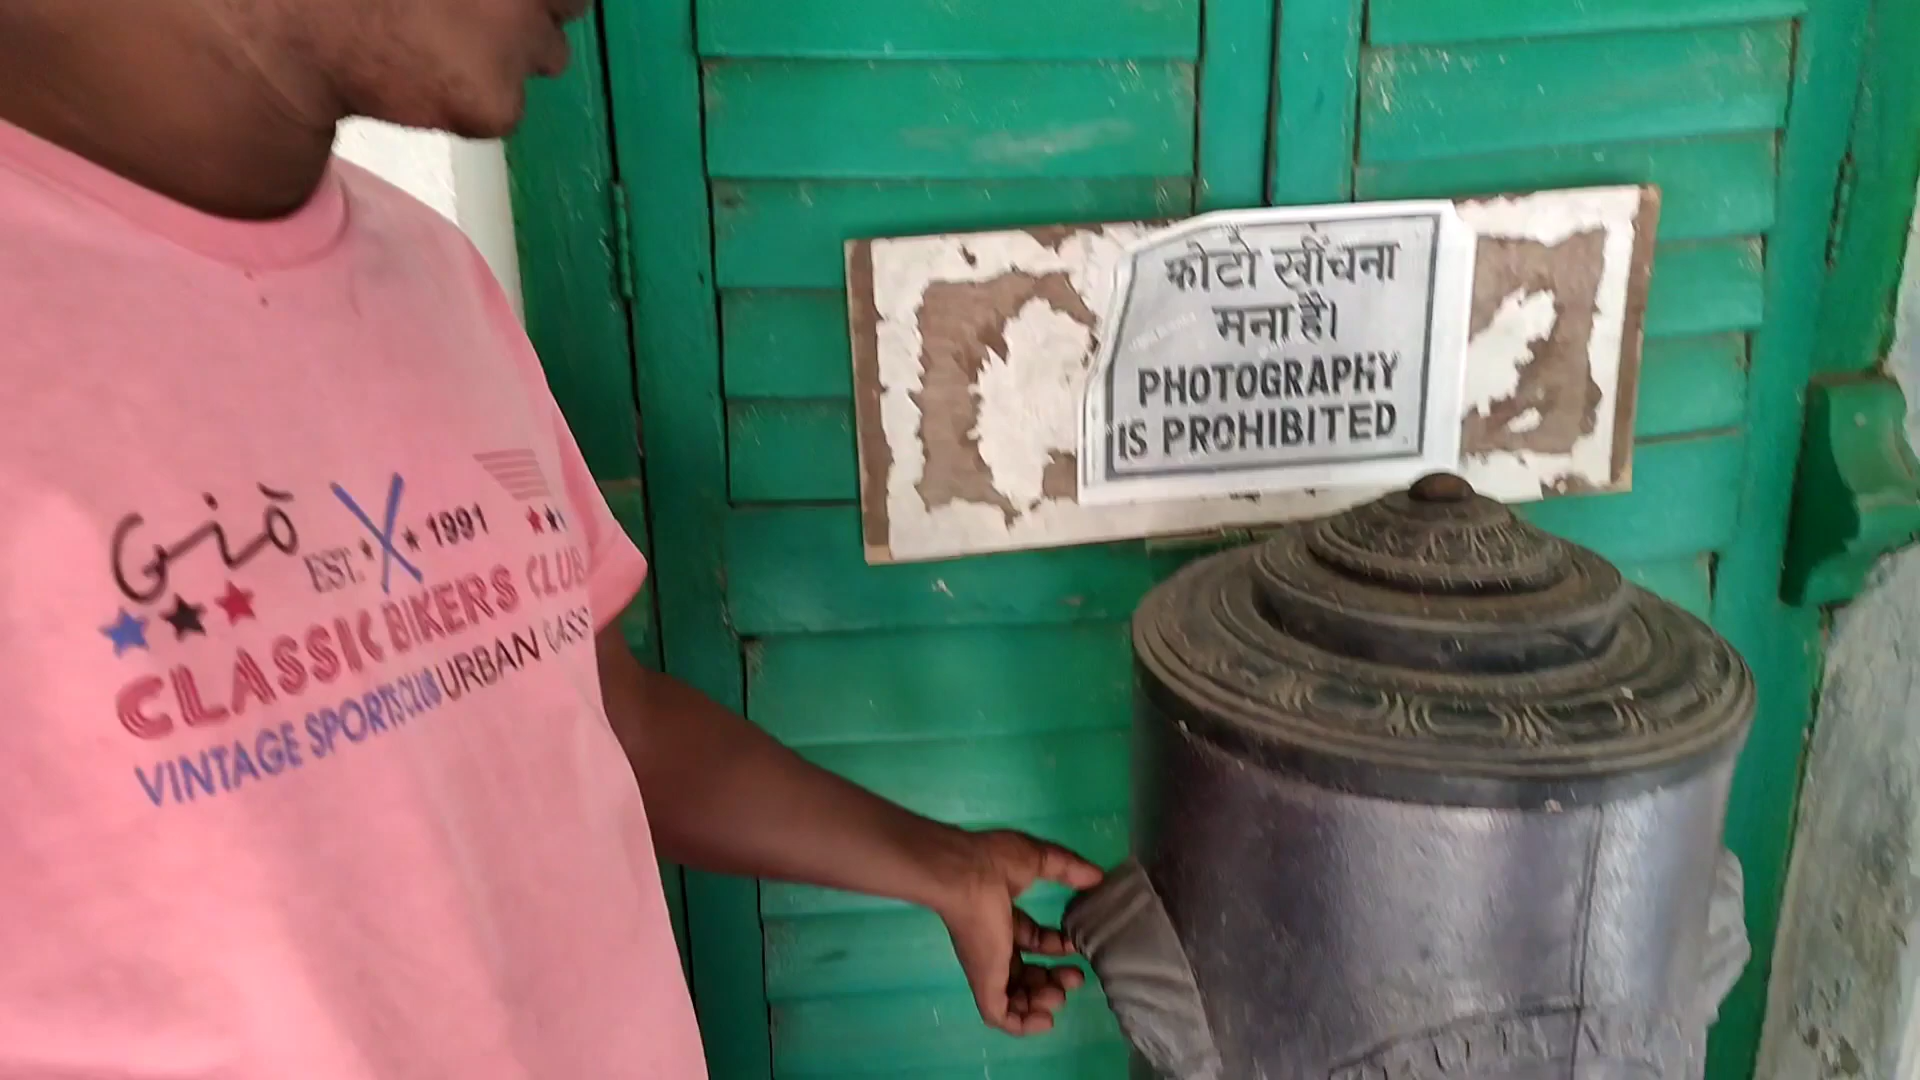 फोटो खींचना
मना है।
PHOTOGRAPHY
IS PROHIBITED
Giò
EST. 1991
CLASSIC BIKERS CLUB
VINTAGE SPORTS CLUB URBAN